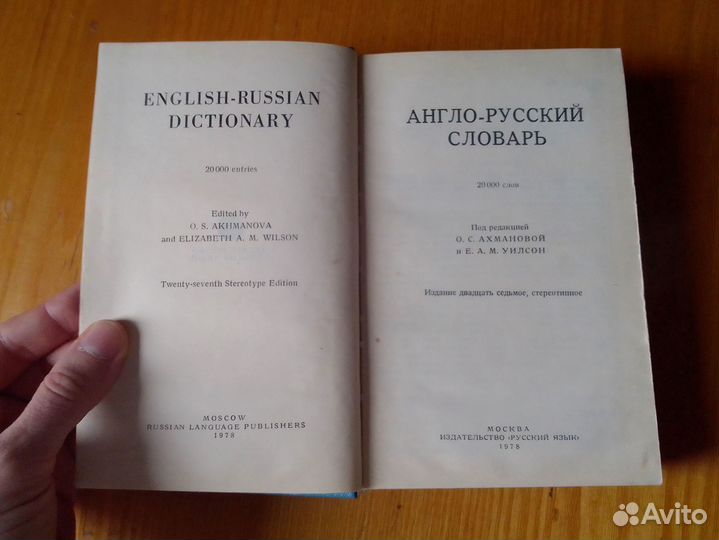 ENGLISH-RUSSIAN
DICTIONARY
20 000 entries
Edited by
O. S. AKHMANOVA
and ELIZABETH A. M. WILSON
Twenty-seventh Stereotype Edition
MOSCOW
RUSSIAN LANGUAGE PUBLISHERS
1978
АНГЛО-РУССКИЙ
СЛОВАРЬ
20 000 слов
Под редакцией
О. С. АХМАНОВОЙ
и Е. А. М. УИЛСОН
Издание двадцать седьмое, стереотипное
МОСКВА
ИЗДАТЕЛЬСТВО «РУССКИЙ ЯЗЫК»
1978
Avito